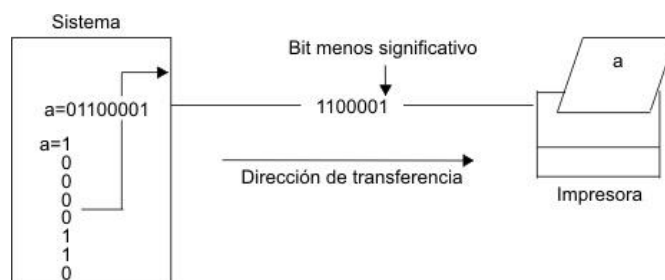 Sistema
Bit menos significativo
a
a=01100001
1100001
a=1
0
0
0
0
1
1
0
Dirección de transferencia
Impresora